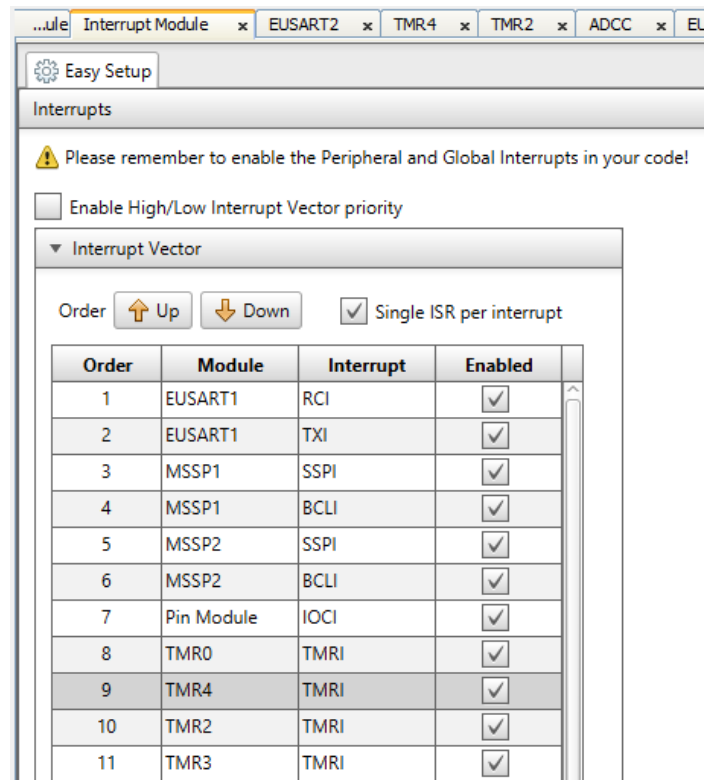 ...ule Interrupt Module x EUSART2 x TMR4 x TMR2 x ADCC x EU
Easy Setup
Interrupts
Please remember to enable the Peripheral and Global Interrupts in your code!
Enable High/Low Interrupt Vector priority
Interrupt Vector
Order Up Down Single ISR per interrupt
Order Module Interrupt Enabled
1 EUSART1 RCI
2 EUSART1 TXI
3 MSSP1 SSPI
4 MSSP1 BCLI
5 MSSP2 SSPI
6 MSSP2 BCLI
7 Pin Module IOCI
8 TMR0 TMRI
9 TMR4 TMRI
10 TMR2 TMRI
11 TMR3 TMRI